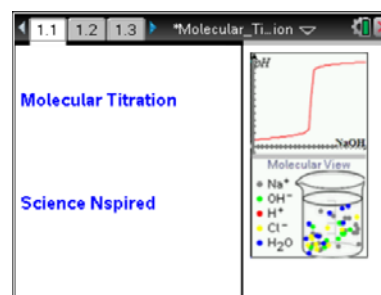 1.1 1.2 1.3 *Molecular_Ti…ion
Molecular Titration
Science Nspired
pH
NaOH
Molecular View
Na⁺
OH⁻
H⁺
Cl⁻
H₂O